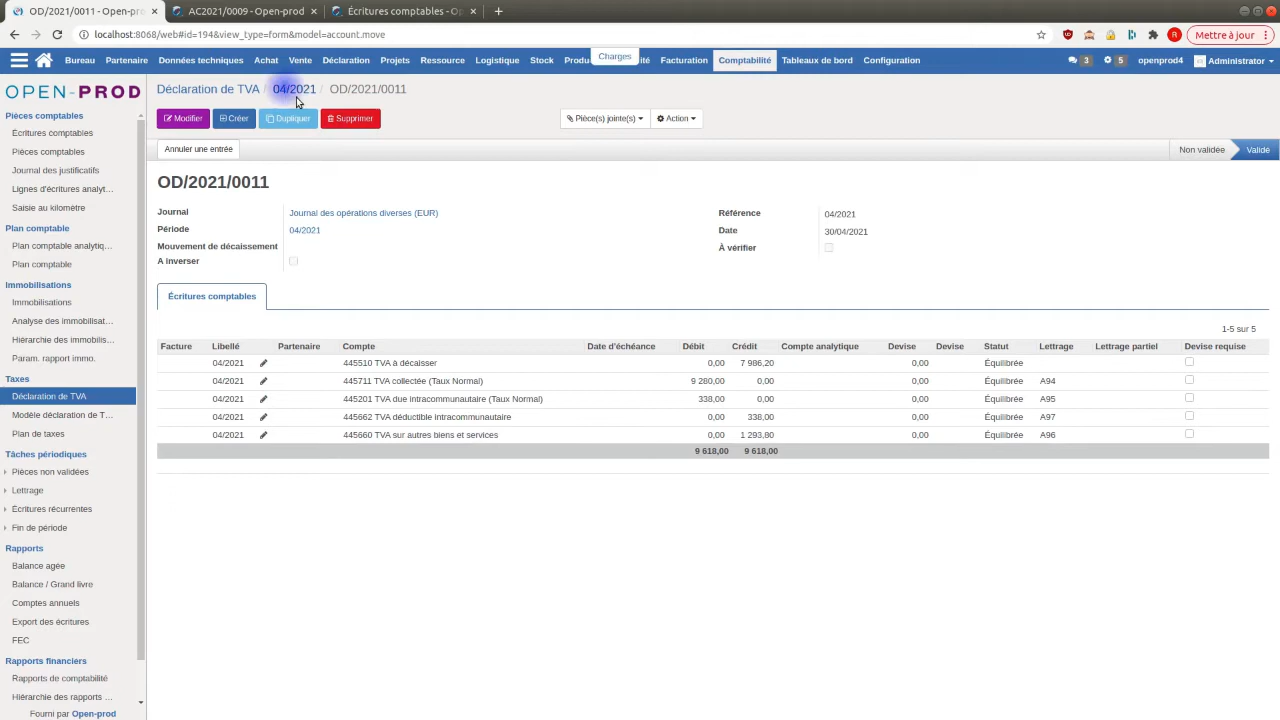 OD/2021/0011 - Open-pro
AC2021/0009 - Open-prod
Écritures comptables - Op
localhost:8068/web#id=194&view_type=form&model=account.move
Mettre à jour
Bureau Partenaire Données techniques Achat Vente Déclaration Projets Ressource Logistique Stock Produ Charges ité Facturation Comptabilité Tableaux de bord Configuration 3 5 openprod4 Administrator
OPEN-PROD
Déclaration de TVA / 04/2021 / OD/2021/0011
Modifier Créer Dupliquer Supprimer Pièce(s) jointe(s) Action
Annuler une entrée Non validée Validé
Pièces comptables
Écritures comptables
Pièces comptables
Journal des justificatifs
Lignes d'écritures analyt...
Saisie au kilomètre
Plan comptable
Plan comptable analytiq...
Plan comptable
Immobilisations
Immobilisations
Analyse des immobilisat...
Hiérarchie des immobilis...
Param. rapport immo.
Taxes
Déclaration de TVA
Modèle déclaration de T...
Plan de taxes
Tâches périodiques
Pièces non validées
Lettrage
Écritures récurrentes
Fin de période
Rapports
Balance agée
Balance / Grand livre
Comptes annuels
Export des écritures
FEC
Rapports financiers
Rapports de comptabilité
Hiérarchie des rapports ...
Fourni par Open-prod
OD/2021/0011
Journal Journal des opérations diverses (EUR)
Période 04/2021
Mouvement de décaissement
A inverser
Référence 04/2021
Date 30/04/2021
À vérifier
Écritures comptables
1-5 sur 5
Facture Libellé Partenaire Compte Date d'échéance Débit Crédit Compte analytique Devise Devise Statut Lettrage Lettrage partiel Devise requise
04/2021 445510 TVA à décaisser 0,00 7 986,20 0,00 Équilibrée
04/2021 445711 TVA collectée (Taux Normal) 9 280,00 0,00 0,00 Équilibrée A94
04/2021 445201 TVA due intracommunautaire (Taux Normal) 338,00 0,00 0,00 Équilibrée A95
04/2021 445662 TVA déductible intracommunautaire 0,00 338,00 0,00 Équilibrée A97
04/2021 445660 TVA sur autres biens et services 0,00 1 293,80 0,00 Équilibrée A96
9 618,00 9 618,00